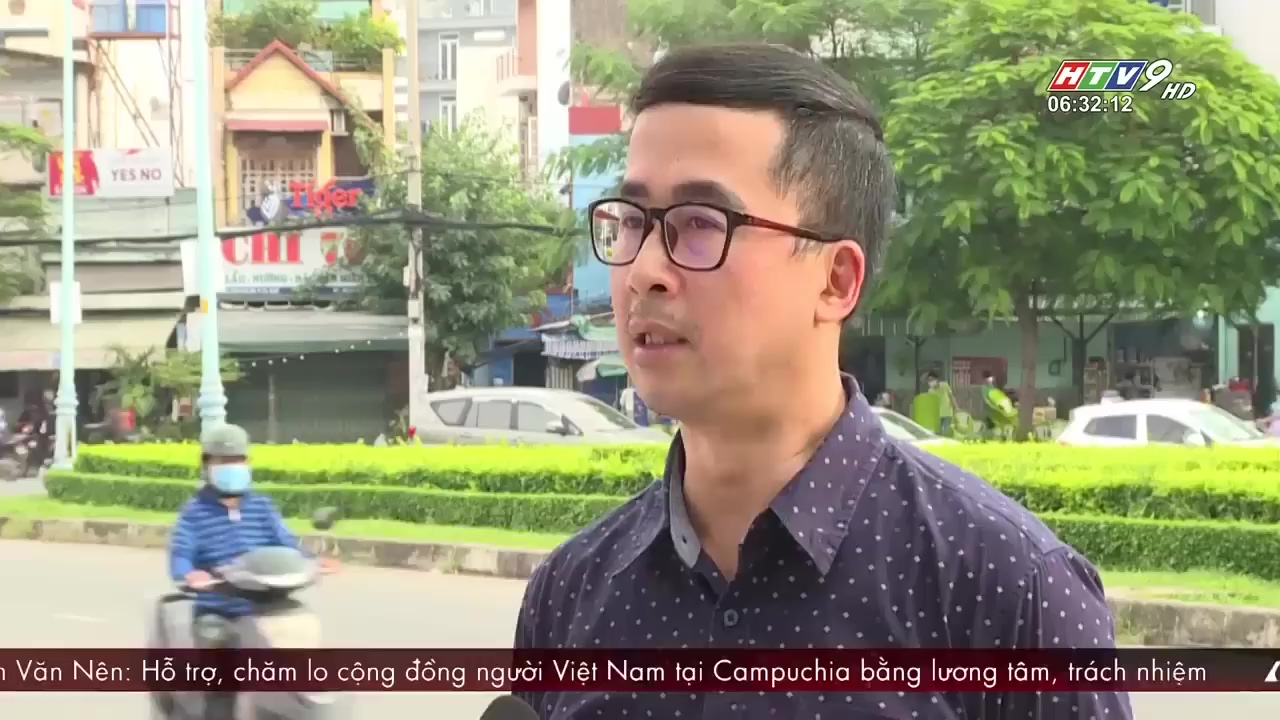 HTV9 HD
06:32:12
YES NO
Tiger
CHÍ
Văn Nên: Hỗ trợ, chăm lo cộng đồng người Việt Nam tại Campuchia bằng lương tâm, trách nhiệm